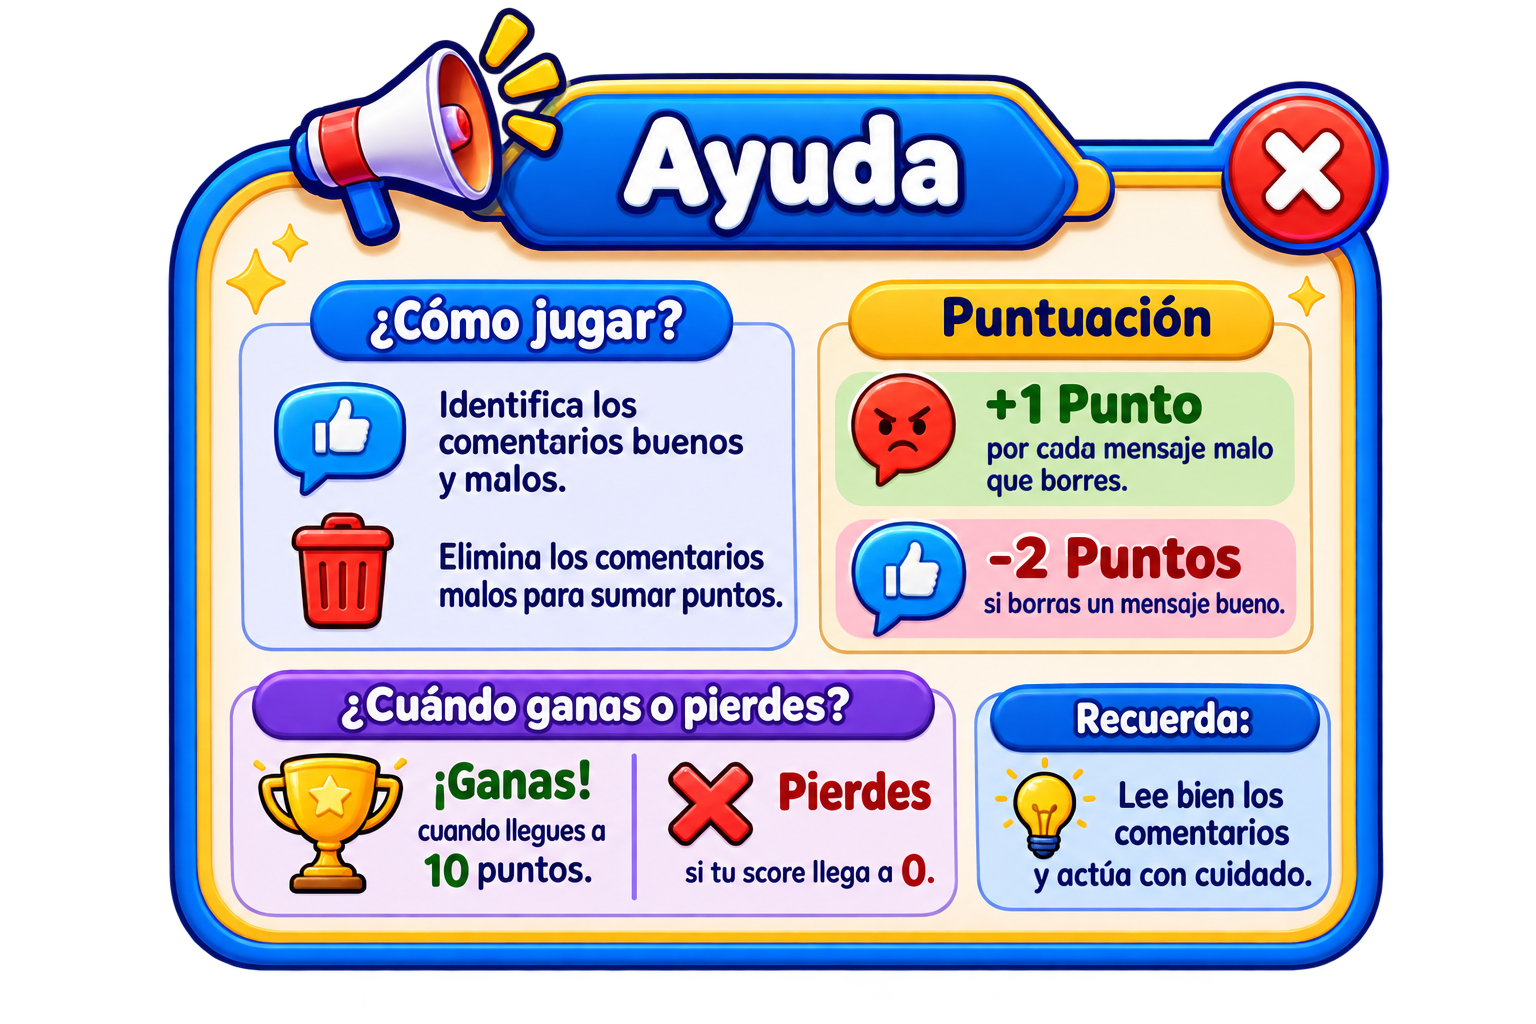 Ayuda
¿Cómo jugar?
Identifica los
comentarios buenos
y malos.
Elimina los comentarios
malos para sumar puntos.
Puntuación
+1 Punto
por cada mensaje malo
que borres.
-2 Puntos
si borras un mensaje bueno.
¿Cuándo ganas o pierdes?
¡Ganas!
cuando llegues a
10 puntos.
Pierdes
si tu score llega a 0.
Recuerda:
Lee bien los
comentarios
y actúa con cuidado.